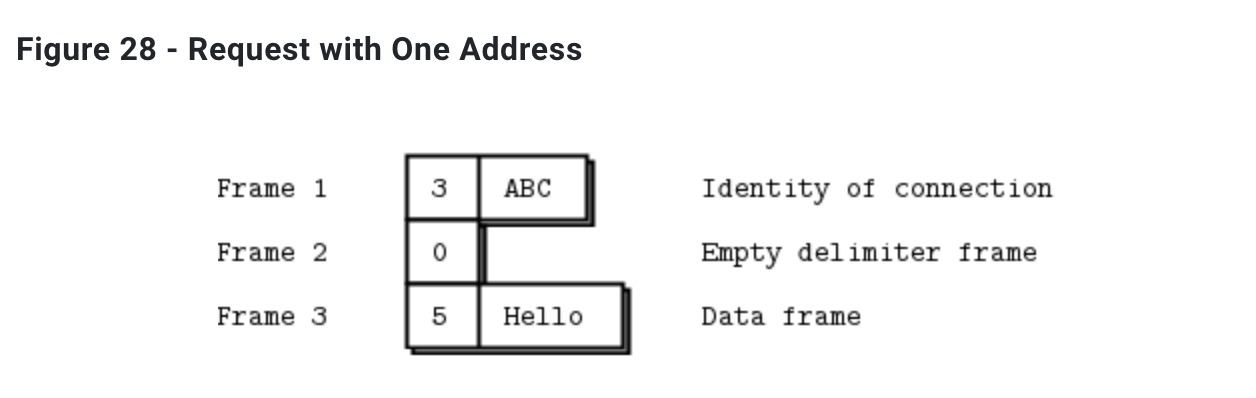 Figure 28 - Request with One Address
Frame 1 3 ABC Identity of connection
Frame 2 0 Empty delimiter frame
Frame 3 5 Hello Data frame